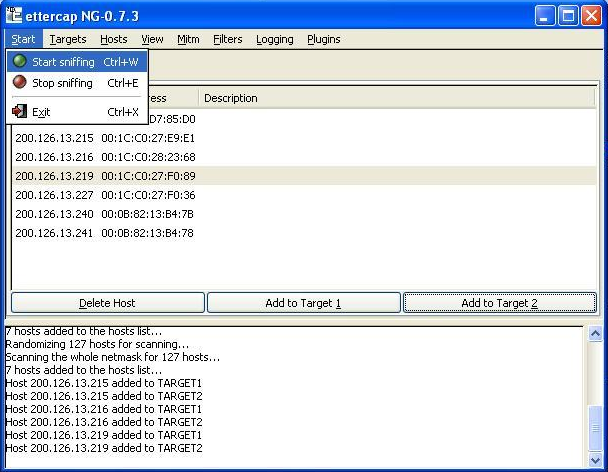 ettercap NG-0.7.3
Start Targets Hosts View Mitm Filters Logging Plugins
Start sniffing Ctrl+W
Stop sniffing Ctrl+E
Exit Ctrl+X
ress Description
D7:85:D0
200.126.13.215 00:1C:C0:27:E9:E1
200.126.13.216 00:1C:C0:28:23:68
200.126.13.219 00:1C:C0:27:F0:89
200.126.13.227 00:1C:C0:27:F0:36
200.126.13.240 00:0B:82:13:B4:7B
200.126.13.241 00:0B:82:13:B4:78
Delete Host Add to Target 1 Add to Target 2
7 hosts added to the hosts list...
Randomizing 127 hosts for scanning...
Scanning the whole netmask for 127 hosts...
7 hosts added to the hosts list...
Host 200.126.13.215 added to TARGET1
Host 200.126.13.215 added to TARGET2
Host 200.126.13.216 added to TARGET1
Host 200.126.13.216 added to TARGET2
Host 200.126.13.219 added to TARGET1
Host 200.126.13.219 added to TARGET2